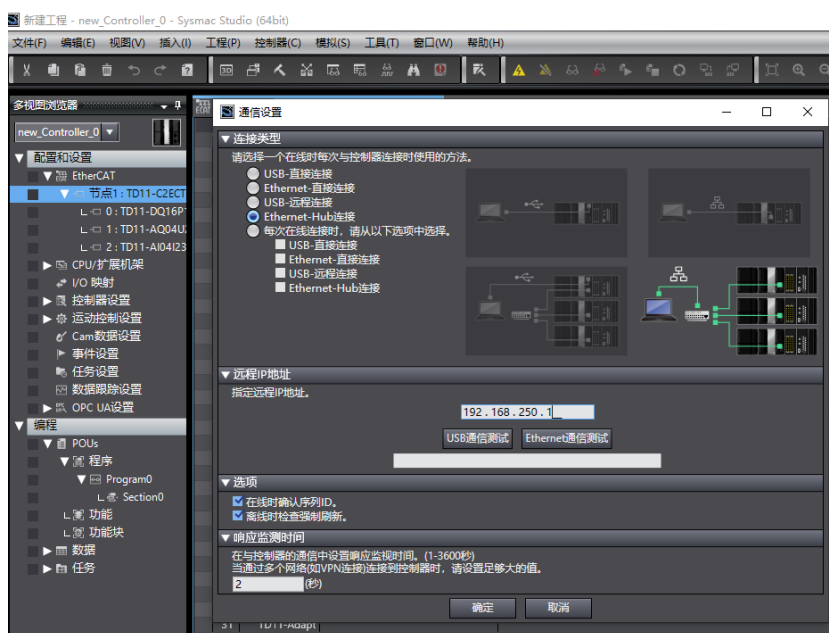 新建工程 - new_Controller_0 - Sysmac Studio (64bit)
文件(F) 编辑(E) 视图(V) 插入(I) 工程(P) 控制器(C) 模拟(S) 工具(T) 窗口(W) 帮助(H)
多视图浏览器
new_Controller_0
配置和设置
EtherCAT
节点1 : TD11-C2ECT
0 : TD11-DQ16P
1 : TD11-AQ04U
2 : TD11-AI04I23
CPU/扩展机架
I/O 映射
控制器设置
运动控制设置
Cam数据设置
事件设置
任务设置
数据跟踪设置
OPC UA设置
编程
POUs
程序
Program0
Section0
功能
功能块
数据
任务
通信设置
连接类型
请选择一个在线时每次与控制器连接时使用的方法。
USB-直接连接
Ethernet-直接连接
USB-远程连接
Ethernet-Hub连接
每次在线连接时，请从以下选项中选择。
USB-直接连接
Ethernet-直接连接
USB-远程连接
Ethernet-Hub连接
远程IP地址
指定远程IP地址。
192 . 168 . 250 . 1
USB通信测试 Ethernet通信测试
选项
在线时确认序列ID。
离线时检查强制刷新。
响应监测时间
在与控制器的通信中设置响应监视时间。(1-3600秒)
当通过多个网络(如VPN连接)连接到控制器时，请设置足够大的值。
2 (秒)
确定 取消
31 TD11-Adapt